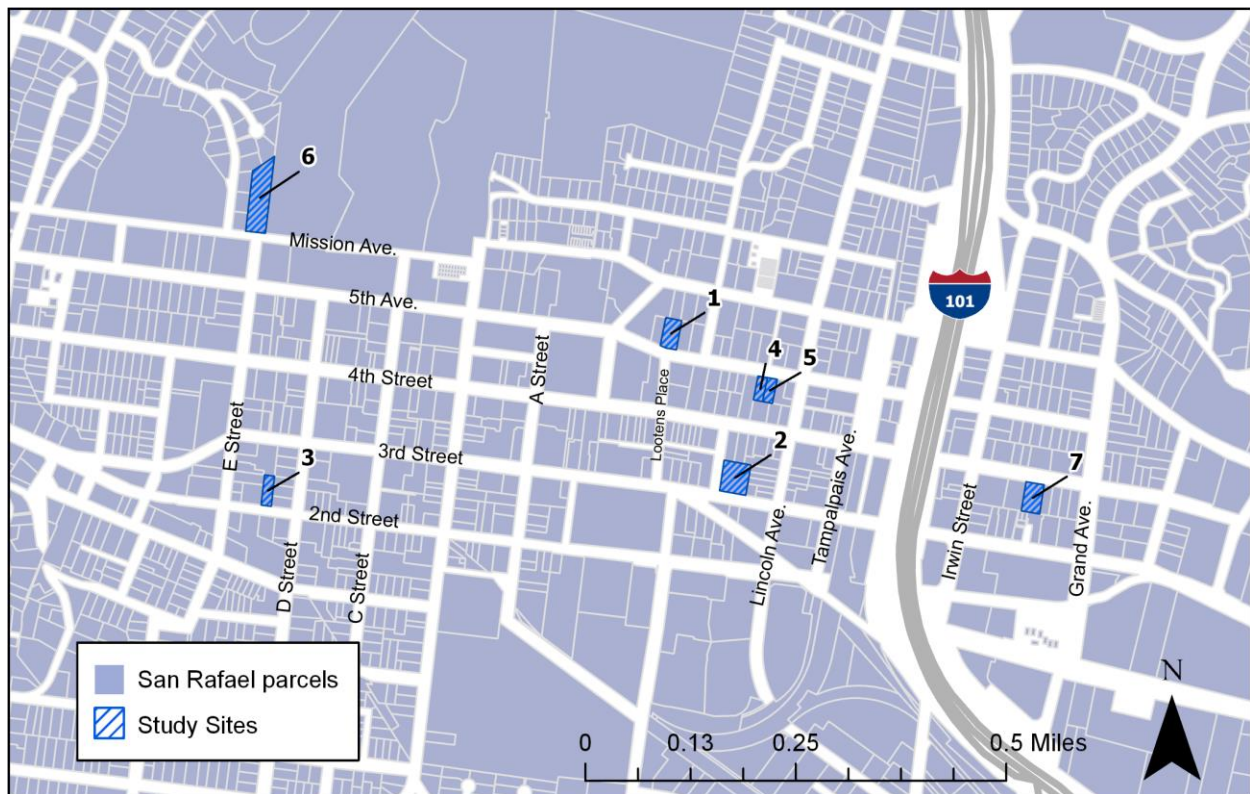 6
Mission Ave.
5th Ave.
101
1
4
5
4th Street
A Street
Lootens Place
E Street
3rd Street
3
2
7
Tampalpais Ave.
2nd Street
Irwin Street
Grand Ave.
Lincoln Ave.
D Street
C Street
San Rafael parcels
Study Sites
N
0 0.13 0.25 0.5 Miles